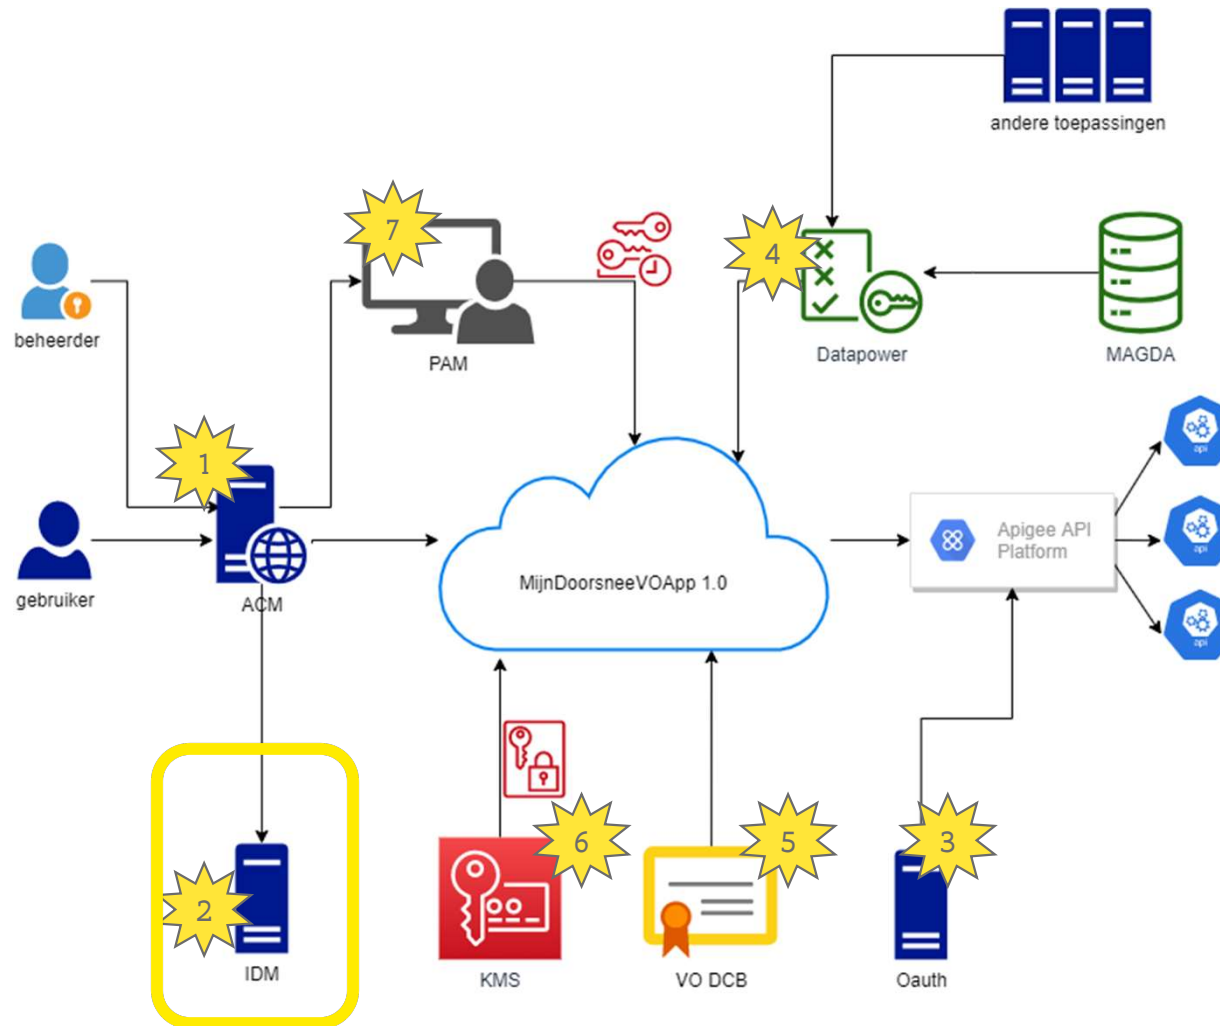 andere toepassingen
7
4
beheerder
PAM
Datapower
MAGDA
1
api
Apigee API
Platform
api
MijnDoorsneeVOApp 1.0
gebruiker
ACM
api
6
5
3
2
IDM
KMS
VO DCB
Oauth